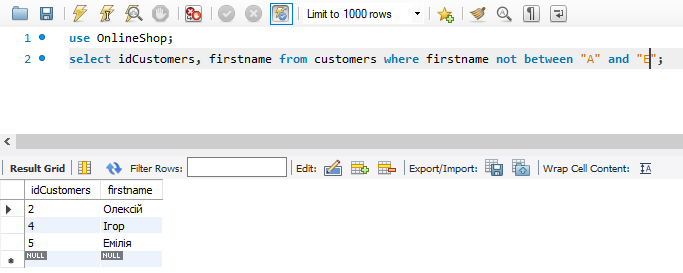 Limit to 1000 rows
1 use OnlineShop;
2 select idCustomers, firstname from customers where firstname not between "A" and "E";
Result Grid Filter Rows: Edit: Export/Import: Wrap Cell Content: IA
idCustomers firstname
2 Олексій
4 Ігор
5 Емілія
NULL NULL